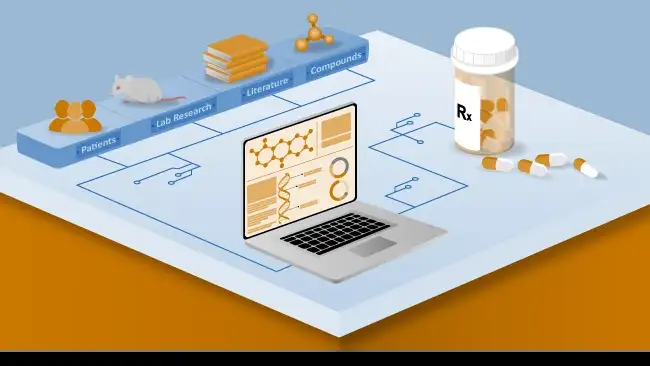 Patients
Lab Research
Literature
Compounds
Rx